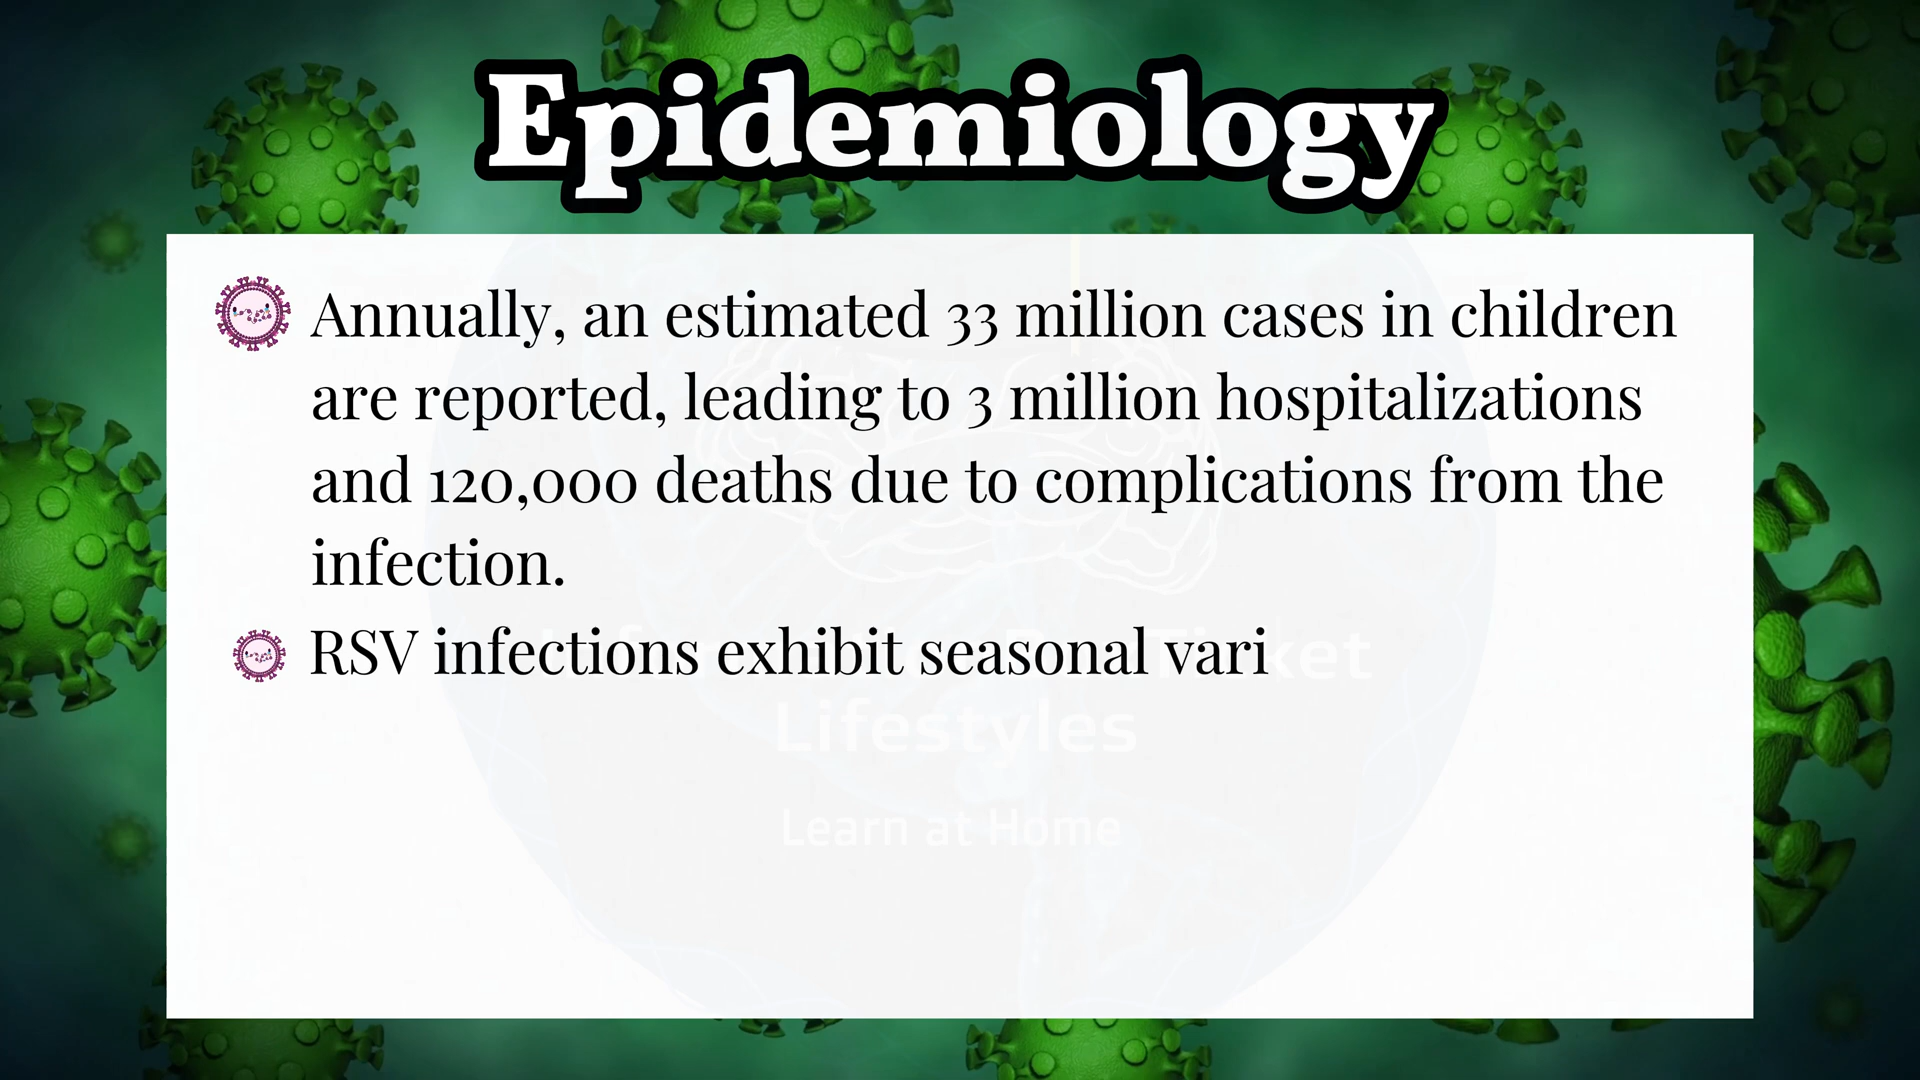 Epidemiology
Annually, an estimated 33 million cases in children
are reported, leading to 3 million hospitalizations
and 120,000 deaths due to complications from the
infection.
RSV infections exhibit seasonal vari
Ticket
Lifestyles
Learn at Home